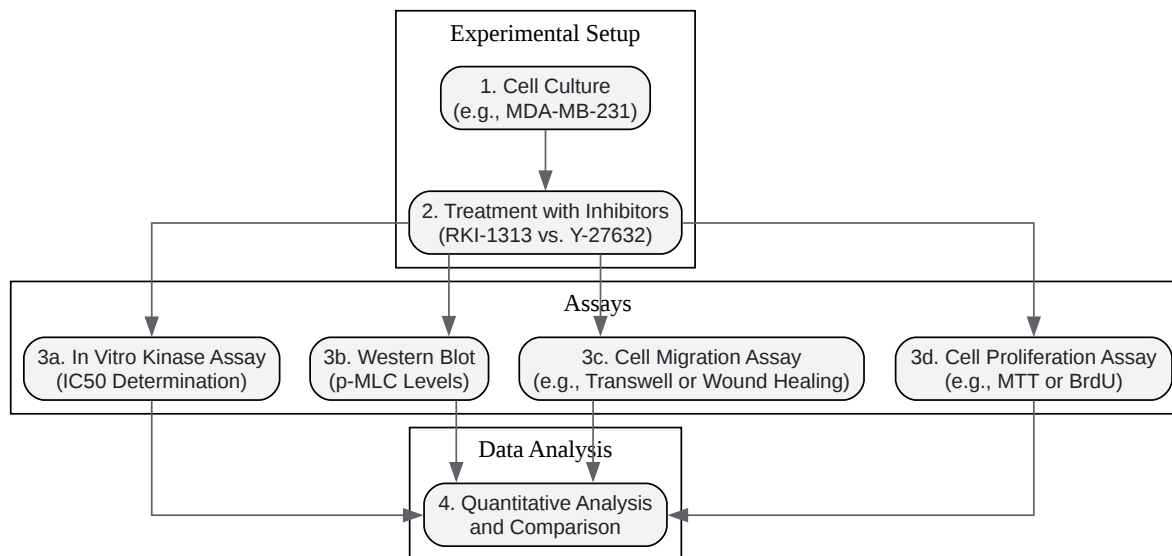 Experimental Setup
1. Cell Culture
(e.g., MDA-MB-231)
2. Treatment with Inhibitors
(RKI-1313 vs. Y-27632)
Assays
3a. In Vitro Kinase Assay
(IC50 Determination)
3b. Western Blot
(p-MLC Levels)
3c. Cell Migration Assay
(e.g., Transwell or Wound Healing)
3d. Cell Proliferation Assay
(e.g., MTT or BrdU)
Data Analysis
4. Quantitative Analysis
and Comparison